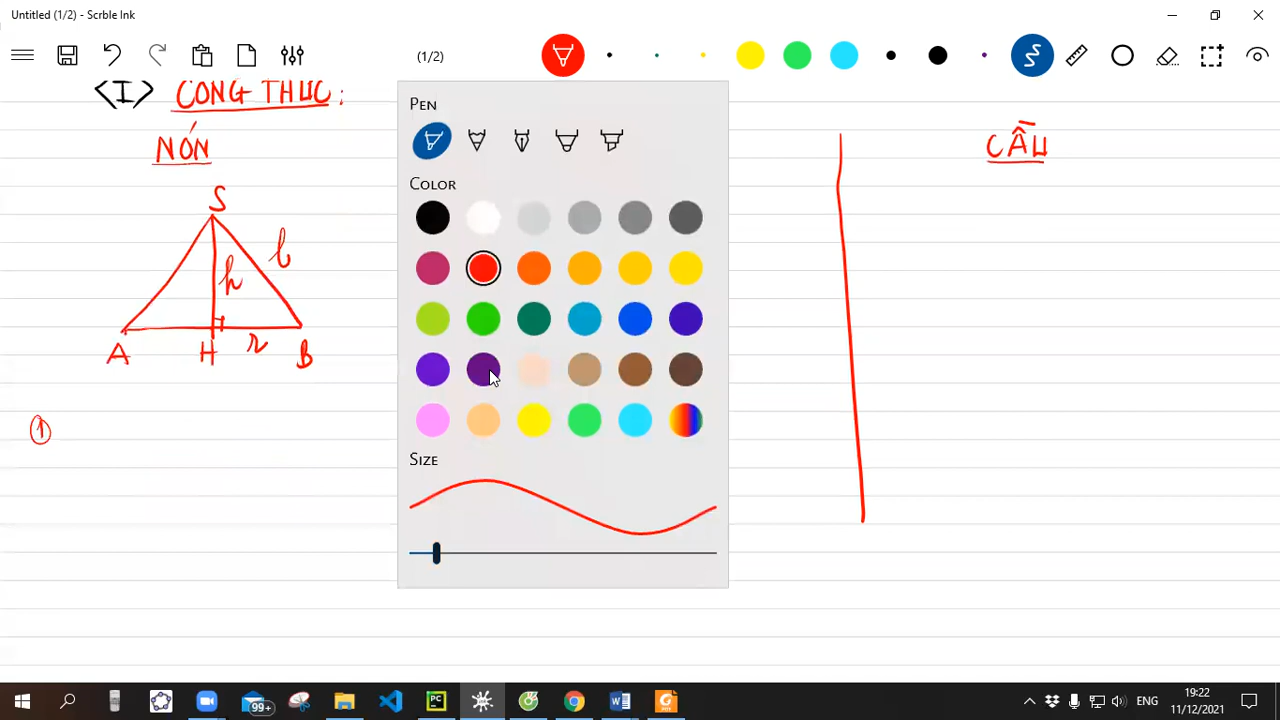 Untitled (1/2) - Scrble Ink
(1/2)
<I> CÔNG THỨC:
NÓN
CẦU
S
l
h
A
H
r
B
①
Pen
Color
Size
99+
PC
ENG
19:22
11/12/2021